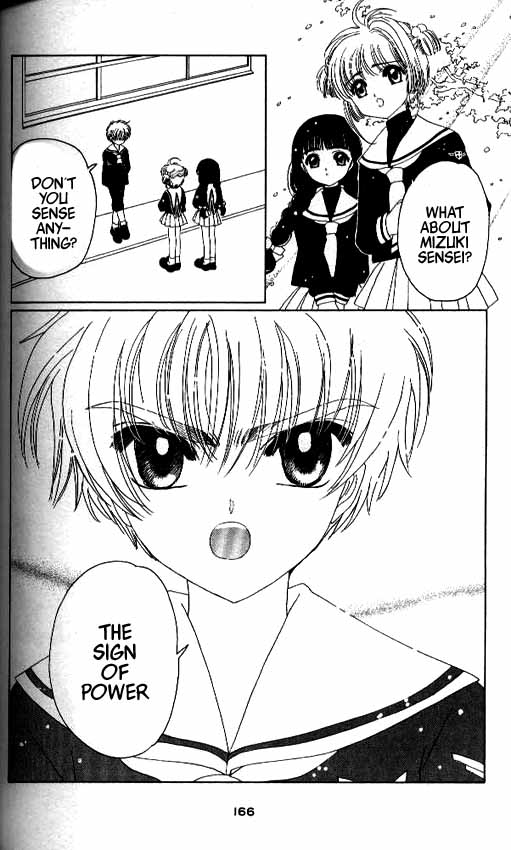 WHAT
ABOUT
MIZUKI
SENSEI?
DON'T
YOU
SENSE
ANY-
THING?
THE
SIGN
OF
POWER
166